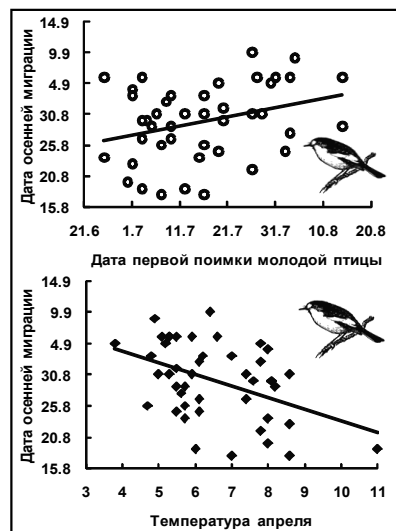 Дата осенней миграции
14.9
9.9
4.9
30.8
25.8
20.8
15.8
21.6 1.7 11.7 21.7 31.7 10.8 20.8
Дата первой поимки молодой птицы
Дата осенней миграции
14.9
9.9
4.9
30.8
25.8
20.8
15.8
3 4 5 6 7 8 9 10 11
Температура апреля